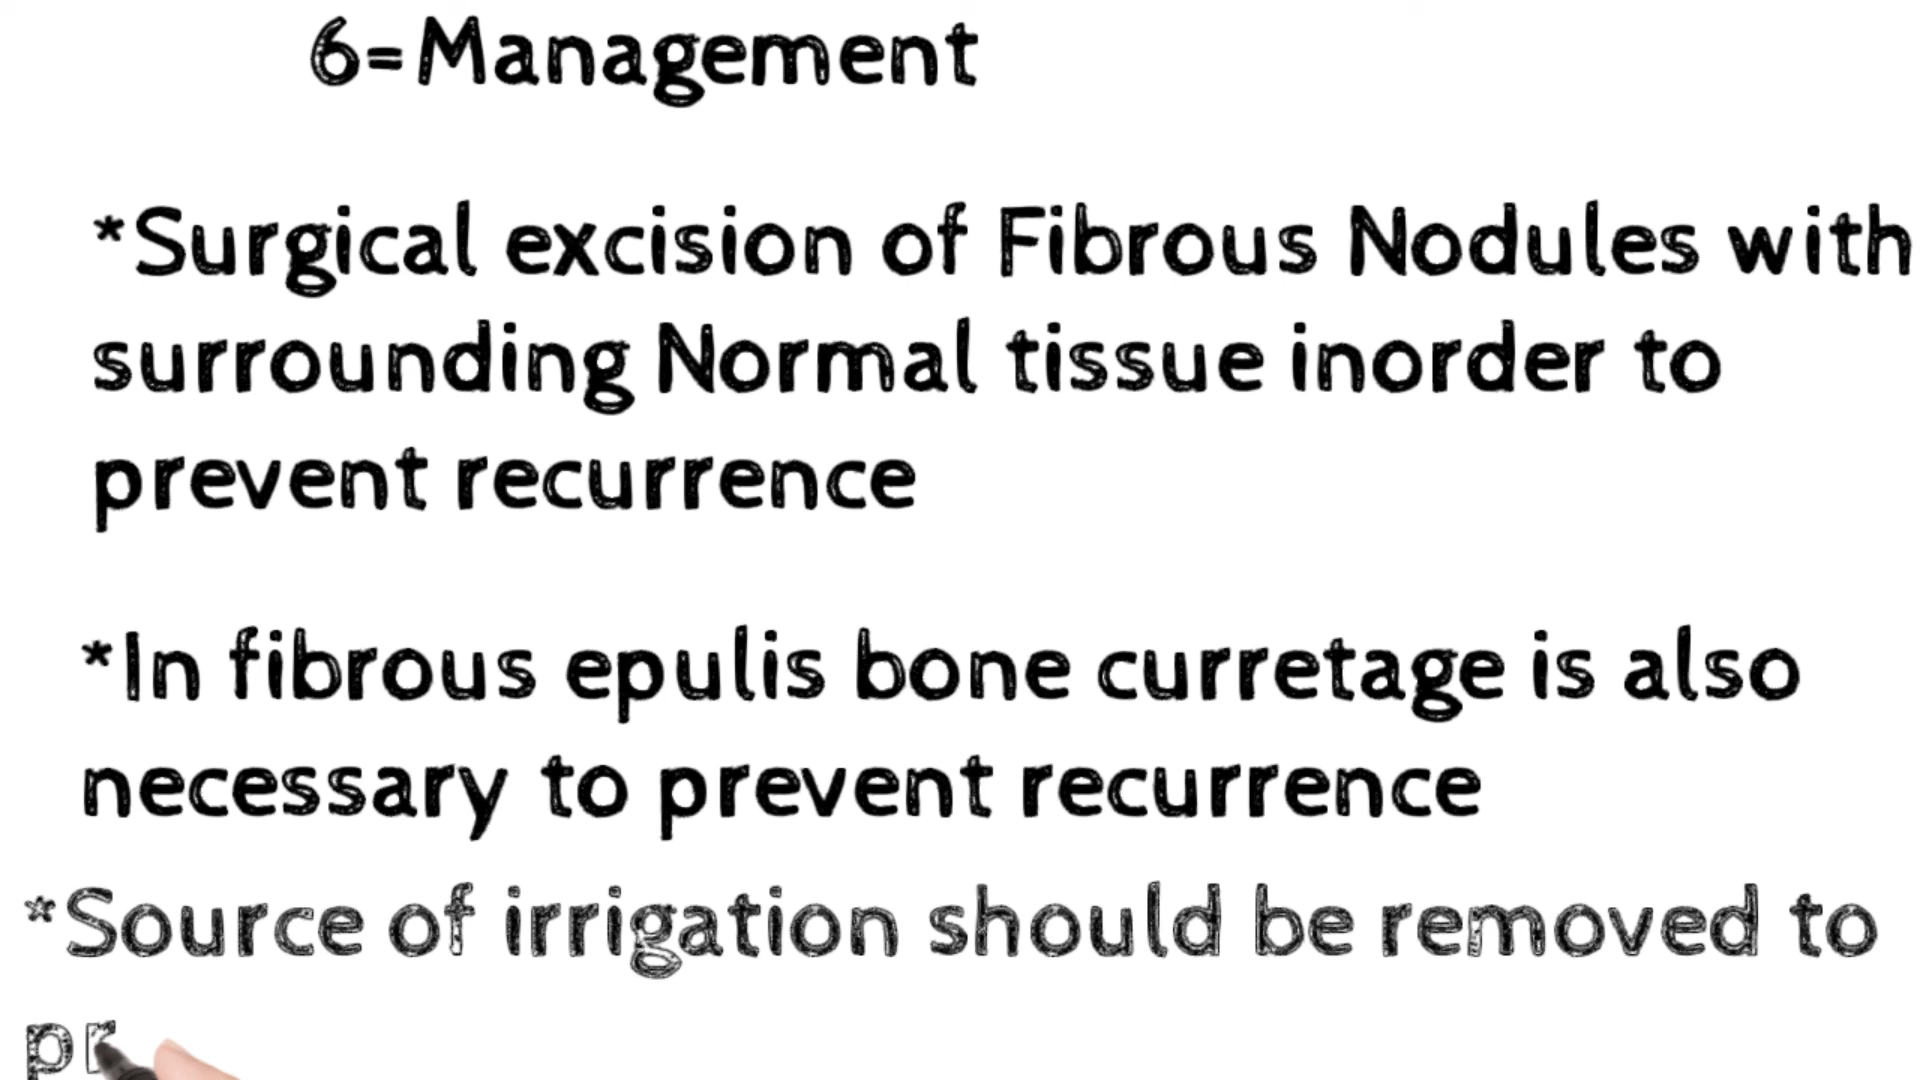 6=Management
*Surgical excision of Fibrous Nodules with
surrounding Normal tissue inorder to
prevent recurrence
*In fibrous epulis bone curretage is also
necessary to prevent recurrence
*Source of irrigation should be removed to
pr